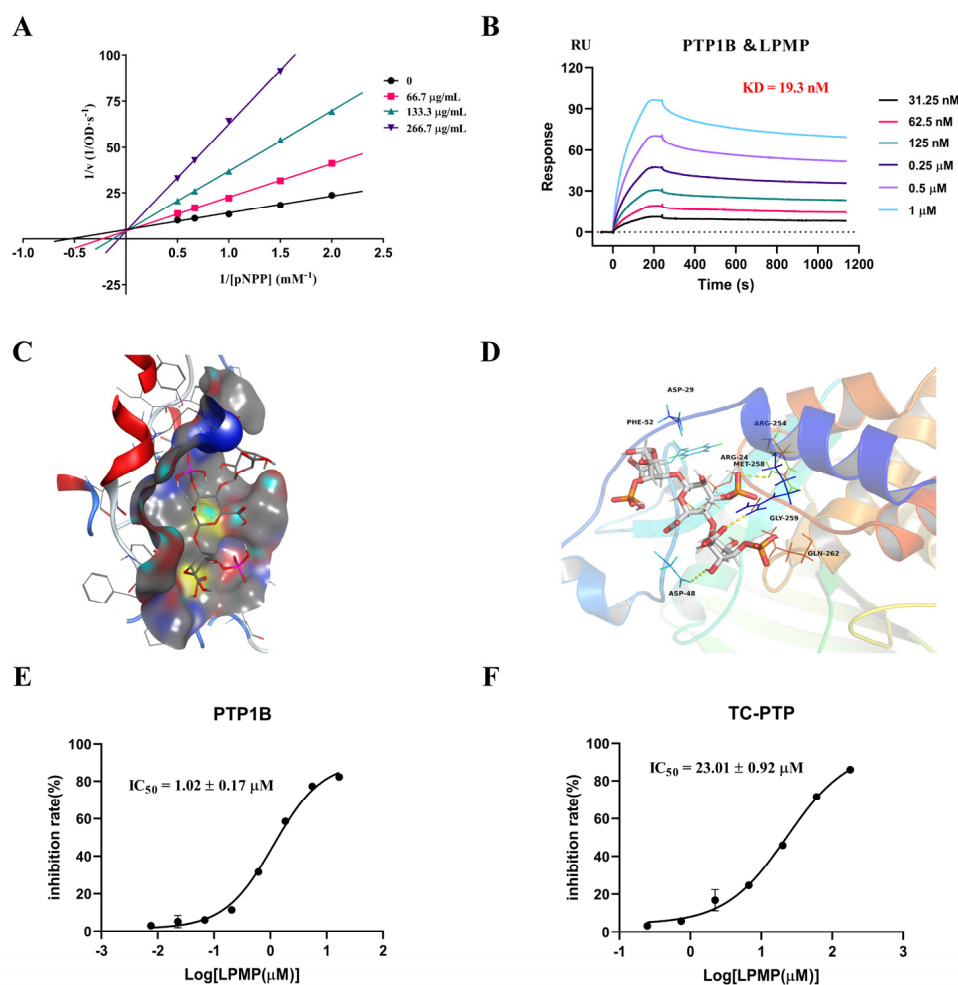 A
1/v (1/OD·s⁻¹)
100
75
50
25
-25
-1.0
-0.5
0.5
1.0
1.5
2.0
2.5
1/[pNPP] (mM⁻¹)
0
66.7 µg/mL
133.3 µg/mL
266.7 µg/mL
B
RU
PTP1B &LPMP
KD = 19.3 nM
Response
120
90
60
30
0
0
200
400
600
800
1000
1200
Time (s)
31.25 nM
62.5 nM
125 nM
0.25 µM
0.5 µM
1 µM
C
D
ASP-29
PHE-52
ARG-254
ARG-24
MET-258
GLY-259
GLN-262
ASP-48
E
PTP1B
IC₅₀ = 1.02 ± 0.17 µM
inhibition rate(%)
100
80
60
40
20
0
-3
-2
-1
0
1
2
Log[LPMP(µM)]
F
TC-PTP
IC₅₀ = 23.01 ± 0.92 µM
inhibition rate(%)
100
80
60
40
20
0
-1
0
1
2
3
Log[LPMP(µM)]